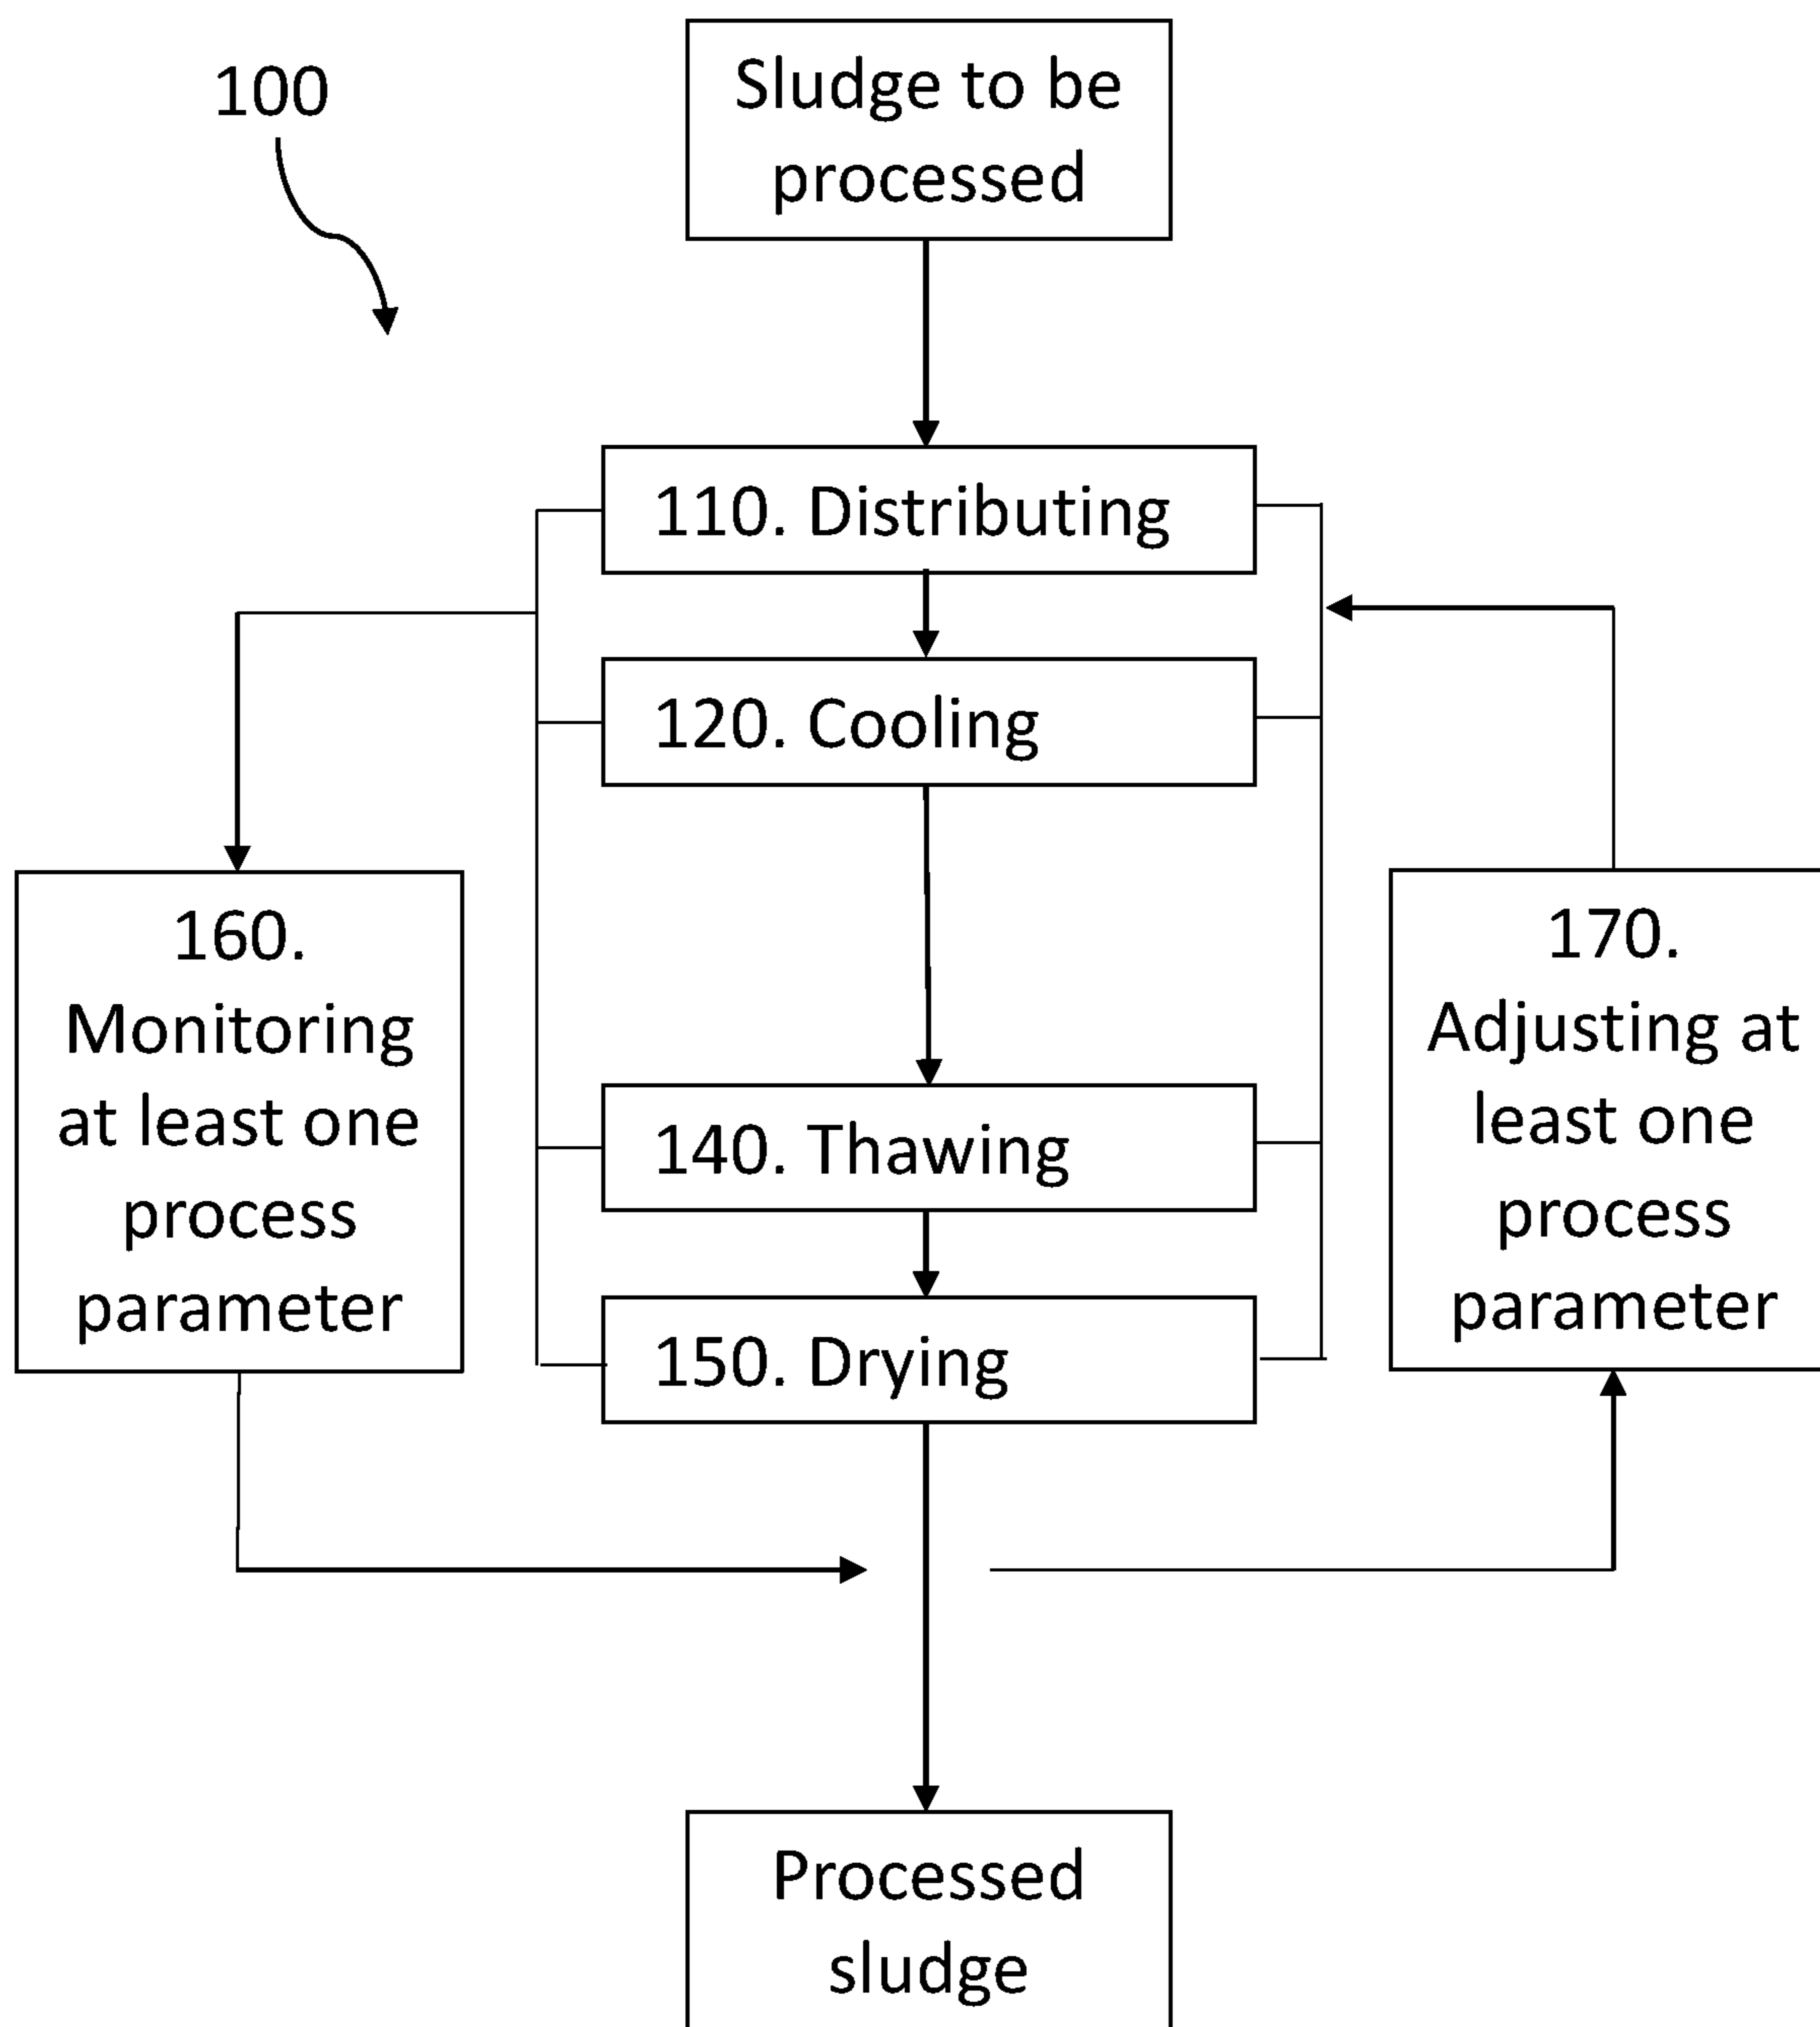 100
Sludge to be
processed
110. Distributing
120. Cooling
160.
Monitoring
at least one
process
parameter
170.
Adjusting at
least one
process
parameter
140. Thawing
150. Drying
Processed
sludge